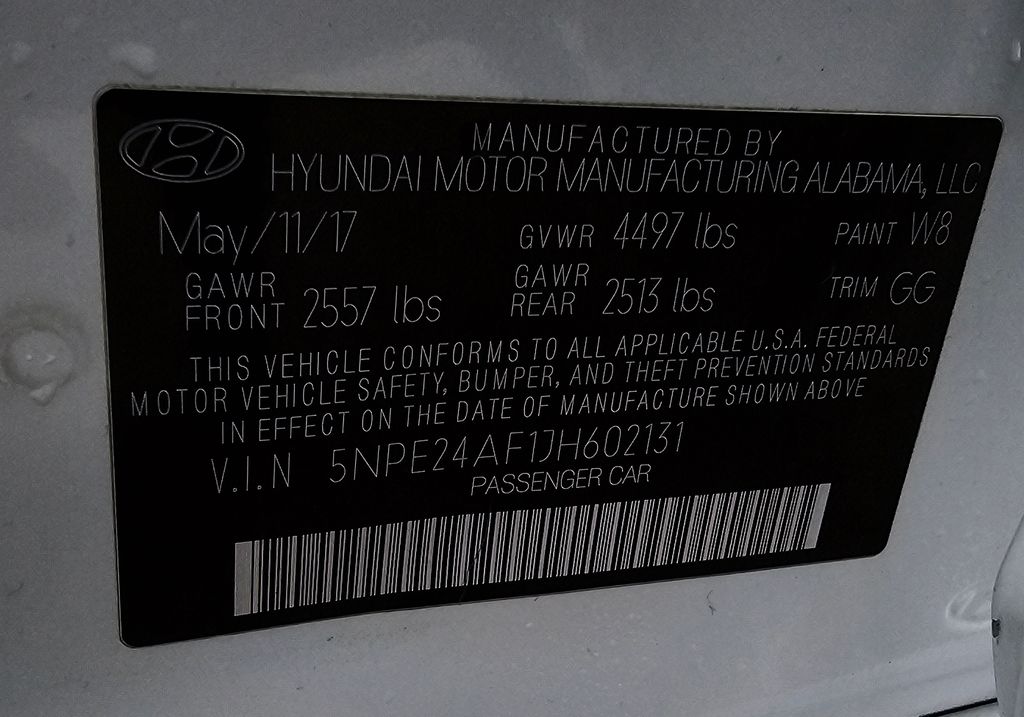 MANUFACTURED BY
HYUNDAI MOTOR MANUFACTURING ALABAMA, LLC
May/11/17 GVWR 4497 lbs PAINT W8
GAWR FRONT 2557 lbs GAWR REAR 2513 lbs TRIM GG
THIS VEHICLE CONFORMS TO ALL APPLICABLE U.S.A. FEDERAL
MOTOR VEHICLE SAFETY, BUMPER, AND THEFT PREVENTION STANDARDS
IN EFFECT ON THE DATE OF MANUFACTURE SHOWN ABOVE
V.I.N 5NPE24AF1JH602131
PASSENGER CAR